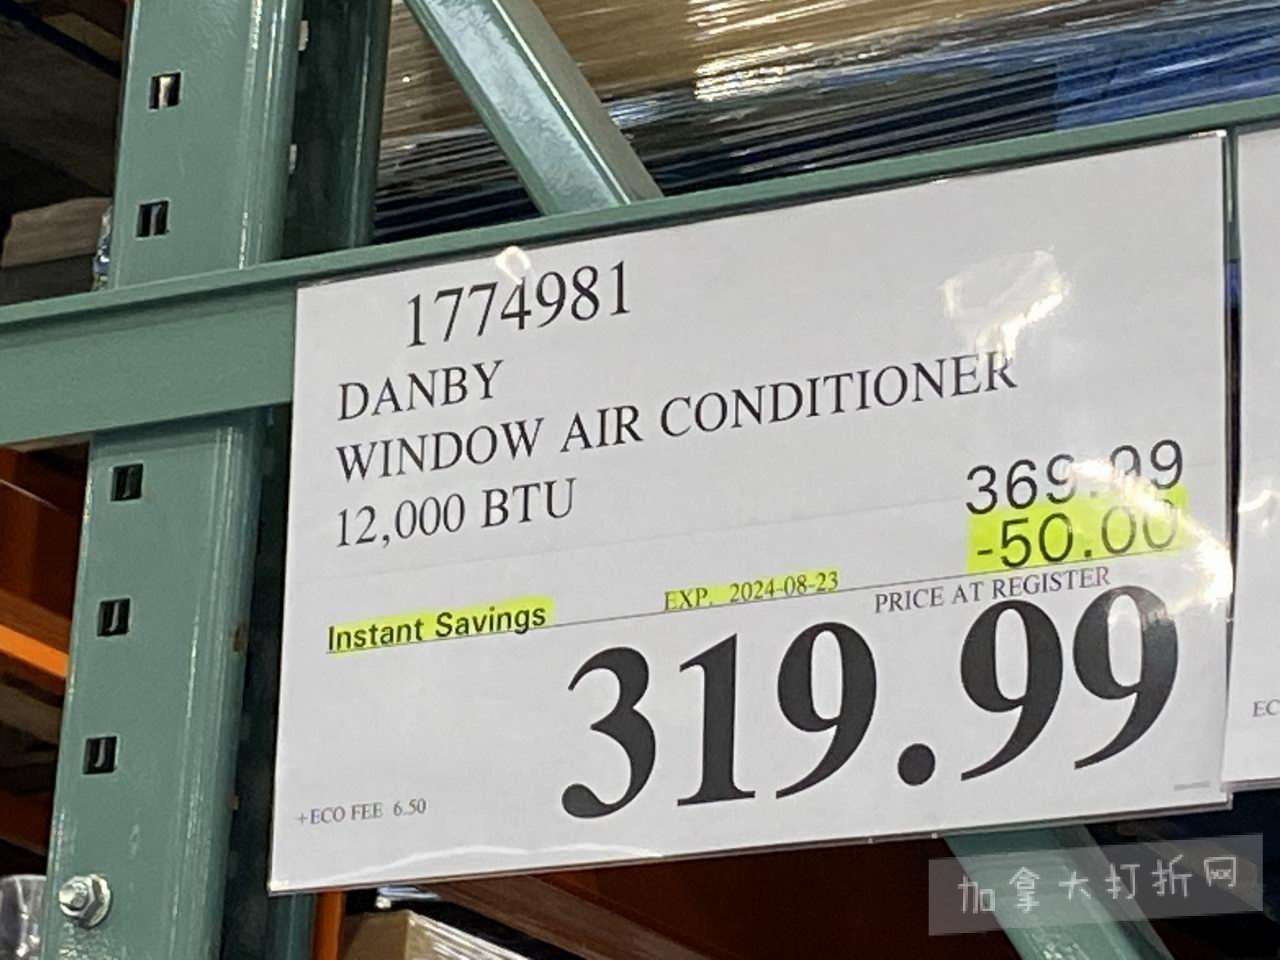 1774981
DANBY
WINDOW AIR CONDITIONER
12,000 BTU
369.99
-50.00
Instant Savings
EXP. 2024-08-23
PRICE AT REGISTER
319.99
+ECO FEE 6.50
EC
加拿大打折网